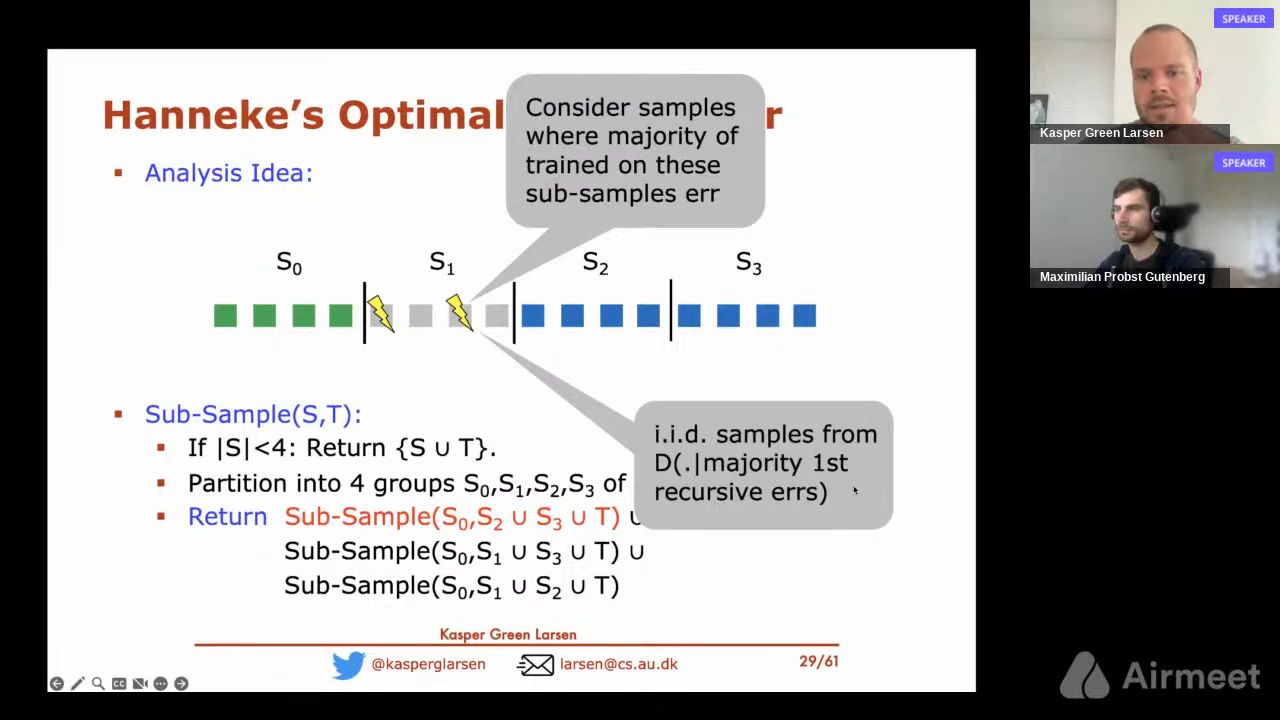 Hanneke's Optimal
r
Consider samples
where majority of
trained on these
sub-samples err
▪ Analysis Idea:
S0
S1
S2
S3
▪ Sub-Sample(S,T):
▪ If |S|<4: Return {S ∪ T}.
▪ Partition into 4 groups S0,S1,S2,S3 of
▪ Return Sub-Sample(S0,S2 ∪ S3 ∪ T) ∪
Sub-Sample(S0,S1 ∪ S3 ∪ T) ∪
Sub-Sample(S0,S1 ∪ S2 ∪ T)
i.i.d. samples from
D(.|majority 1st
recursive errs)
Kasper Green Larsen
@kasperglarsen
larsen@cs.au.dk
29/61
CC
SPEAKER
Kasper Green Larsen
SPEAKER
Maximilian Probst Gutenberg
Airmeet